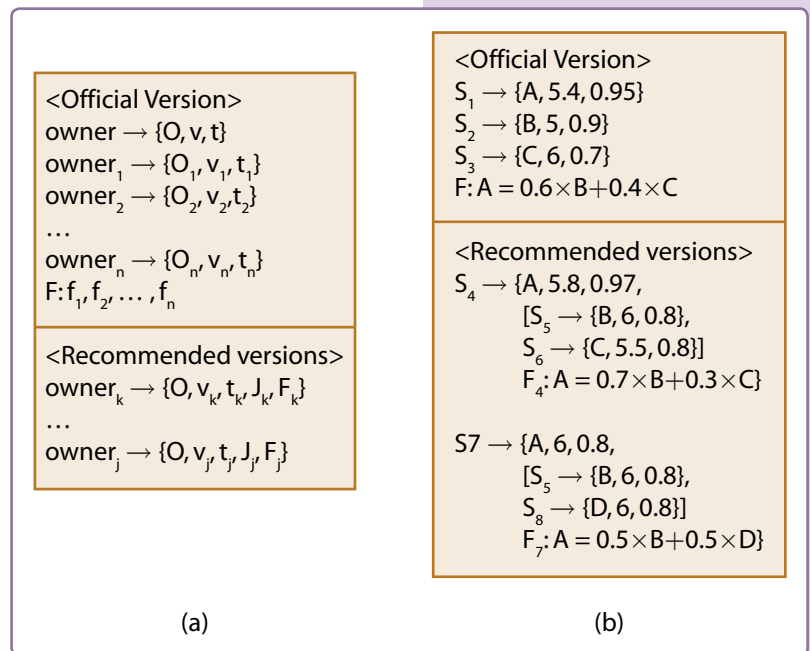 <Official Version>
owner → {O, v, t}
owner₁ → {O₁, v₁, t₁}
owner₂ → {O₂, v₂,t₂}
…
ownerₙ → {Oₙ, vₙ, tₙ}
F: f₁, f₂, … , fₙ
<Recommended versions>
ownerₖ → {O, vₖ, tₖ, Jₖ, Fₖ}
…
ownerⱼ → {O, vⱼ, tⱼ, Jⱼ, Fⱼ}
(a)
<Official Version>
S₁ → {A, 5.4, 0.95}
S₂ → {B, 5, 0.9}
S₃ → {C, 6, 0.7}
F: A = 0.6×B+0.4×C
<Recommended versions>
S₄ → {A, 5.8, 0.97,
[S₅ → {B, 6, 0.8},
S₆ → {C, 5.5, 0.8}]
F₄: A = 0.7×B+0.3×C}
S7 → {A, 6, 0.8,
[S₅ → {B, 6, 0.8},
S₈ → {D, 6, 0.8}]
F₇: A = 0.5×B+0.5×D}
(b)